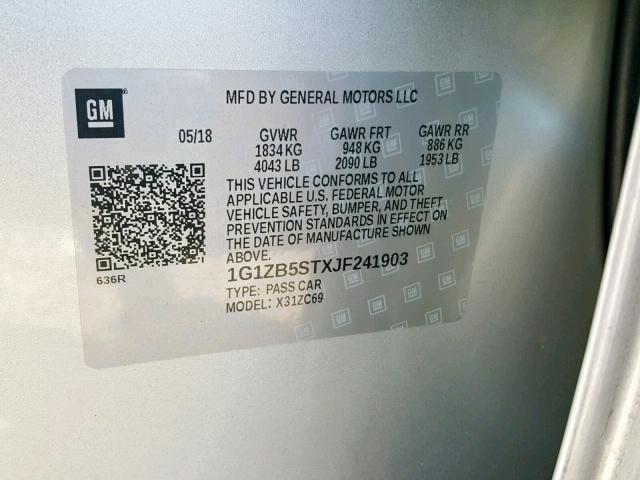 GM
MFD BY GENERAL MOTORS LLC
05/18 GVWR GAWR FRT GAWR RR
1834 KG 948 KG 886 KG
4043 LB 2090 LB 1953 LB
THIS VEHICLE CONFORMS TO ALL
APPLICABLE U.S. FEDERAL MOTOR
VEHICLE SAFETY, BUMPER, AND THEFT
PREVENTION STANDARDS IN EFFECT ON
THE DATE OF MANUFACTURE SHOWN
ABOVE.
1G1ZB5STXJF241903
636R
TYPE: PASS CAR
MODEL: X31ZC69